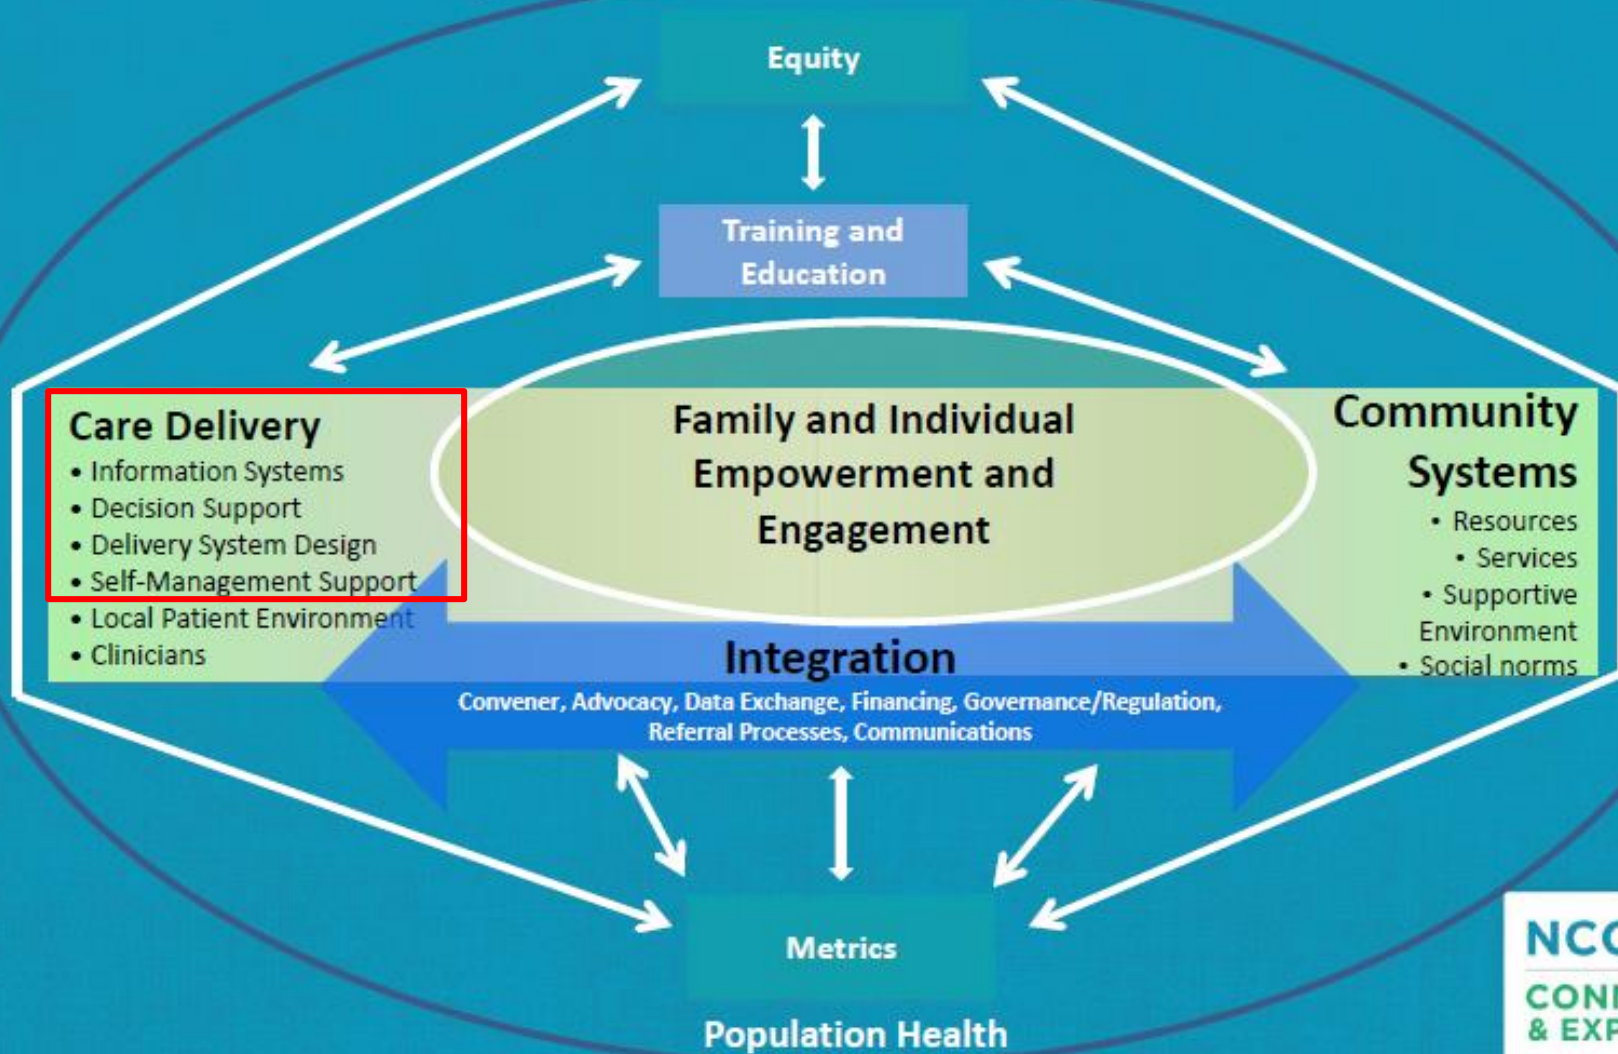 Equity
Training and
Education
Care Delivery
• Information Systems
• Decision Support
• Delivery System Design
• Self-Management Support
• Local Patient Environment
• Clinicians
Family and Individual
Empowerment and
Engagement
Community
Systems
• Resources
• Services
• Supportive
Environment
• Social norms
Integration
Convener, Advocacy, Data Exchange, Financing, Governance/Regulation,
Referral Processes, Communications
Metrics
Population Health
&